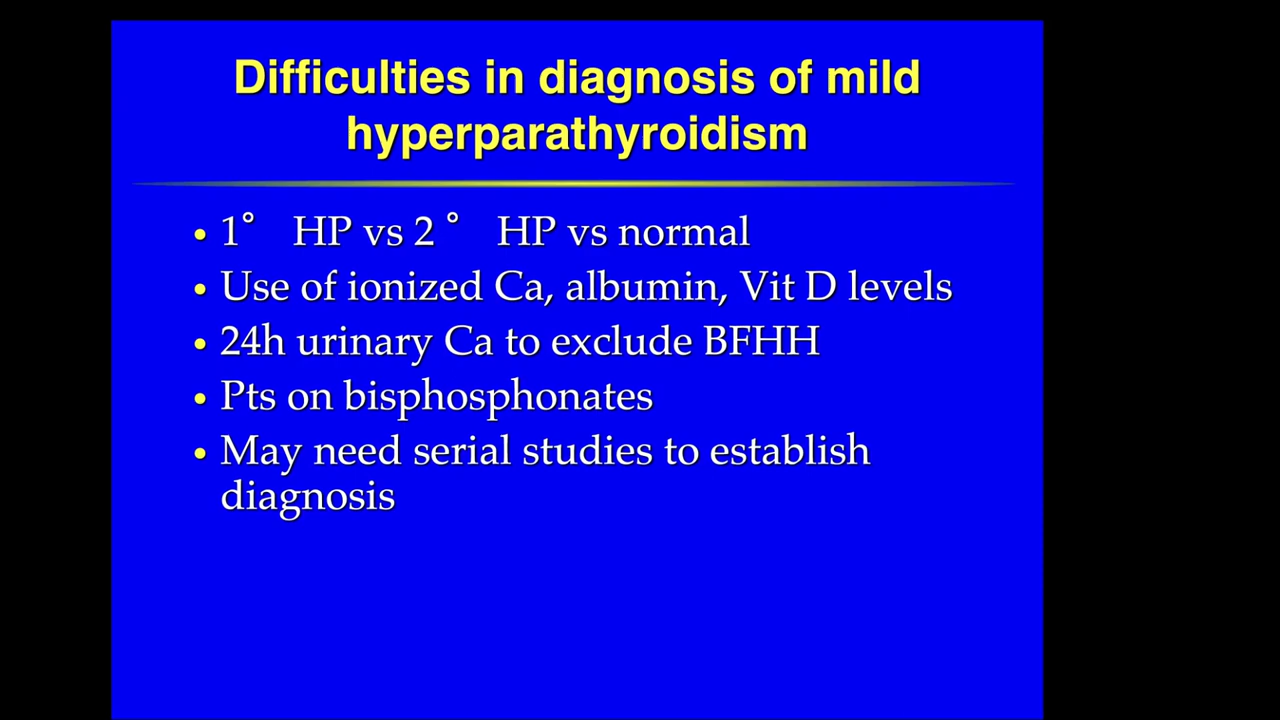 Difficulties in diagnosis of mild
hyperparathyroidism
• 1° HP vs 2 ° HP vs normal
• Use of ionized Ca, albumin, Vit D levels
• 24h urinary Ca to exclude BFHH
• Pts on bisphosphonates
• May need serial studies to establish
diagnosis